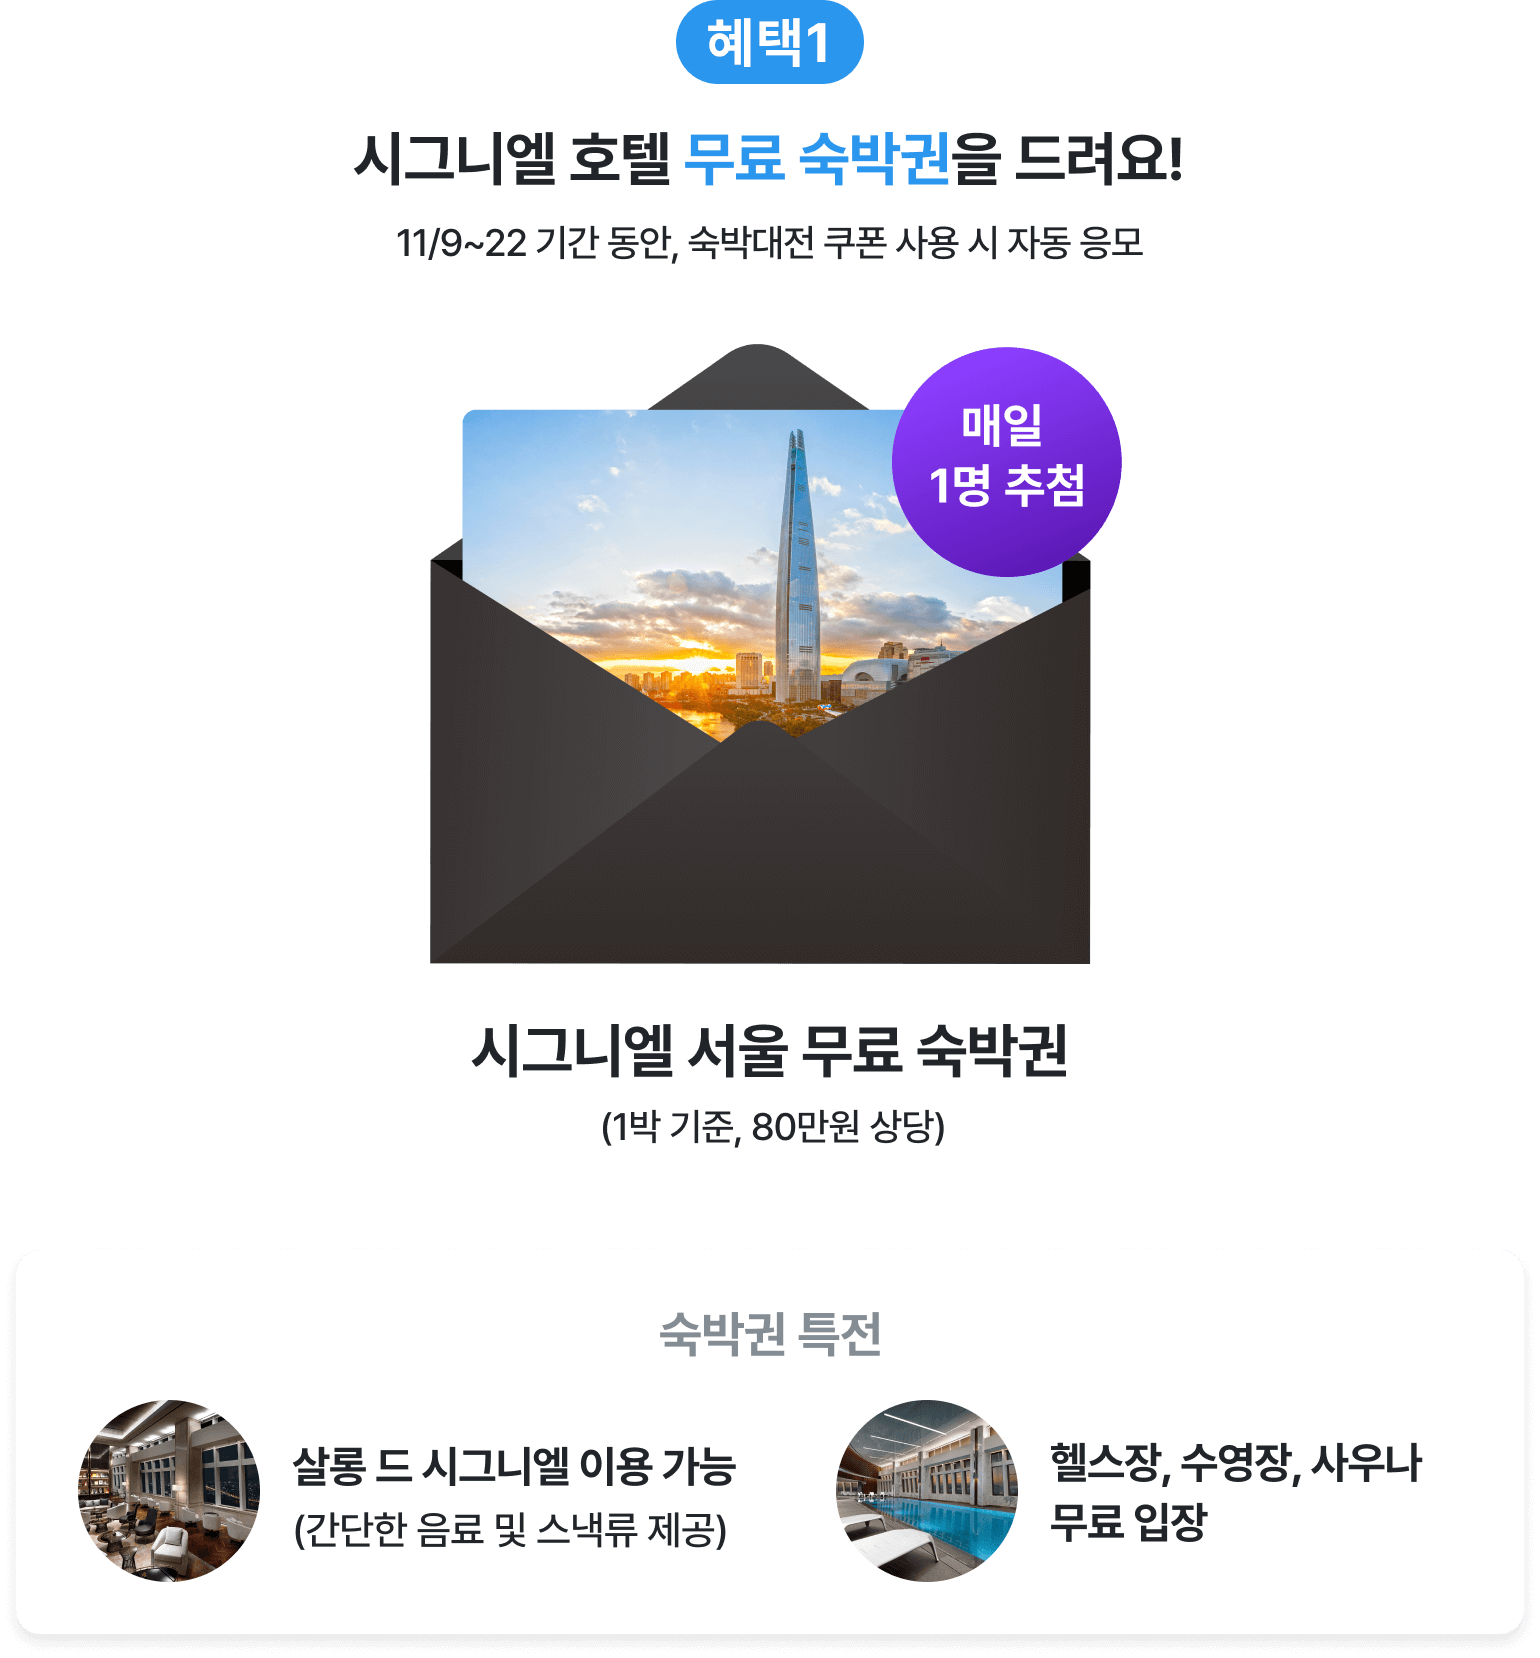 혜택1
시그니엘 호텔 무료 숙박권을 드려요!
11/9~22 기간 동안, 숙박대전 쿠폰 사용 시 자동 응모
매일
1명 추첨
시그니엘 서울 무료 숙박권
(1박 기준, 80만원 상당)
숙박권 특전
살롱 드 시그니엘 이용 가능
(간단한 음료 및 스낵류 제공)
헬스장, 수영장, 사우나
무료 입장